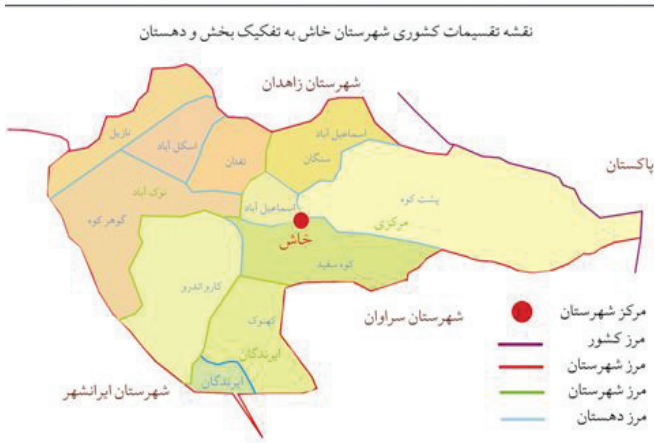 نقشه تقسیمات کشوری شهرستان خاش به تفکیک بخش و دهستان
شهرستان زاهدان
پاکستان
نازیل
اسکل آباد
تفتان
اسماعیل آباد
سنگان
نوک آباد
گوهر کوه
اسماعیل آباد
پشت کوه
مرکزی
خاش
کوه سفید
کارواندرو
کهنوک
ایرندگان
ایرندگان
شهرستان سراوان
شهرستان ایرانشهر
مرکز شهرستان
مرز کشور
مرز شهرستان
مرز شهرستان
مرز دهستان